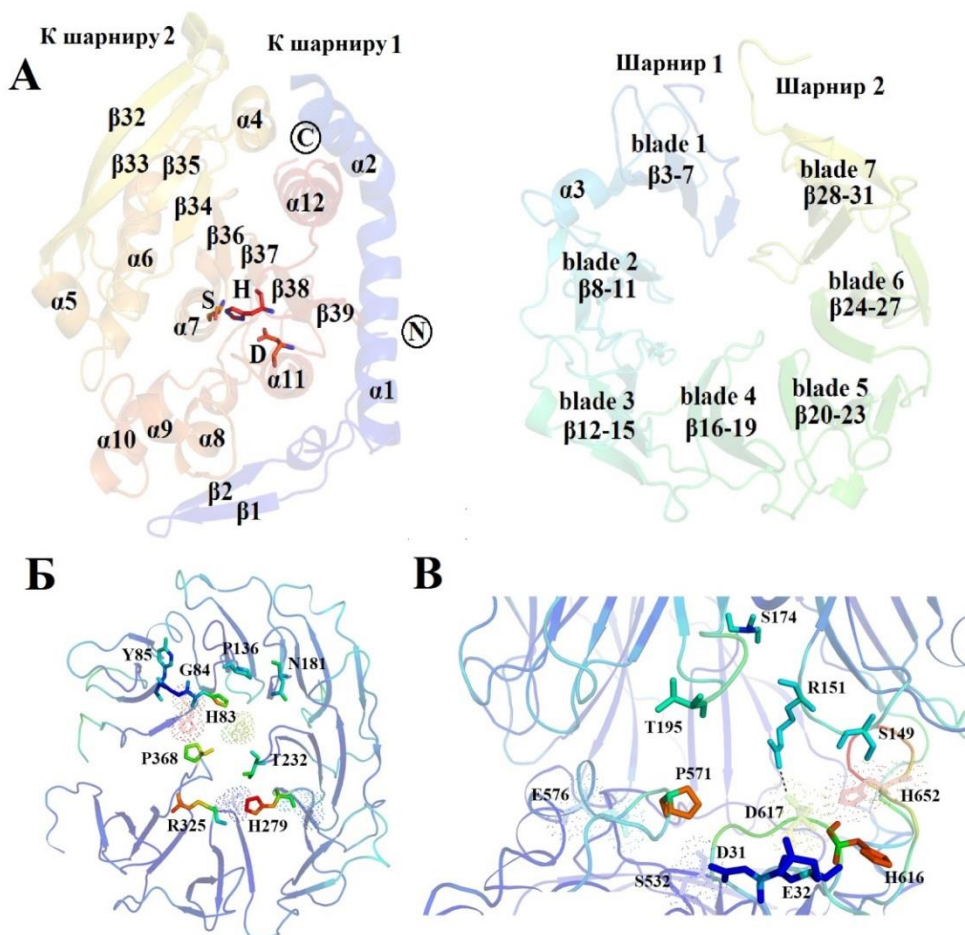 А
К шарниру 2
К шарниру 1
β32
β33
β35
α4
C
α2
β34
α12
α6
β36
β37
α5
S
H
β38
α7
β39
N
D
α11
α1
α10
α9
α8
β2
β1
Шарнир 1
Шарнир 2
blade 1
β3-7
blade 7
β28-31
α3
blade 2
β8-11
blade 6
β24-27
blade 3
β12-15
blade 4
β16-19
blade 5
β20-23
Б
Y85
G84
P136
N181
H83
P368
T232
R325
H279
В
S174
R151
T195
S149
P571
E576
D617
H652
D31
S532
E32
H616